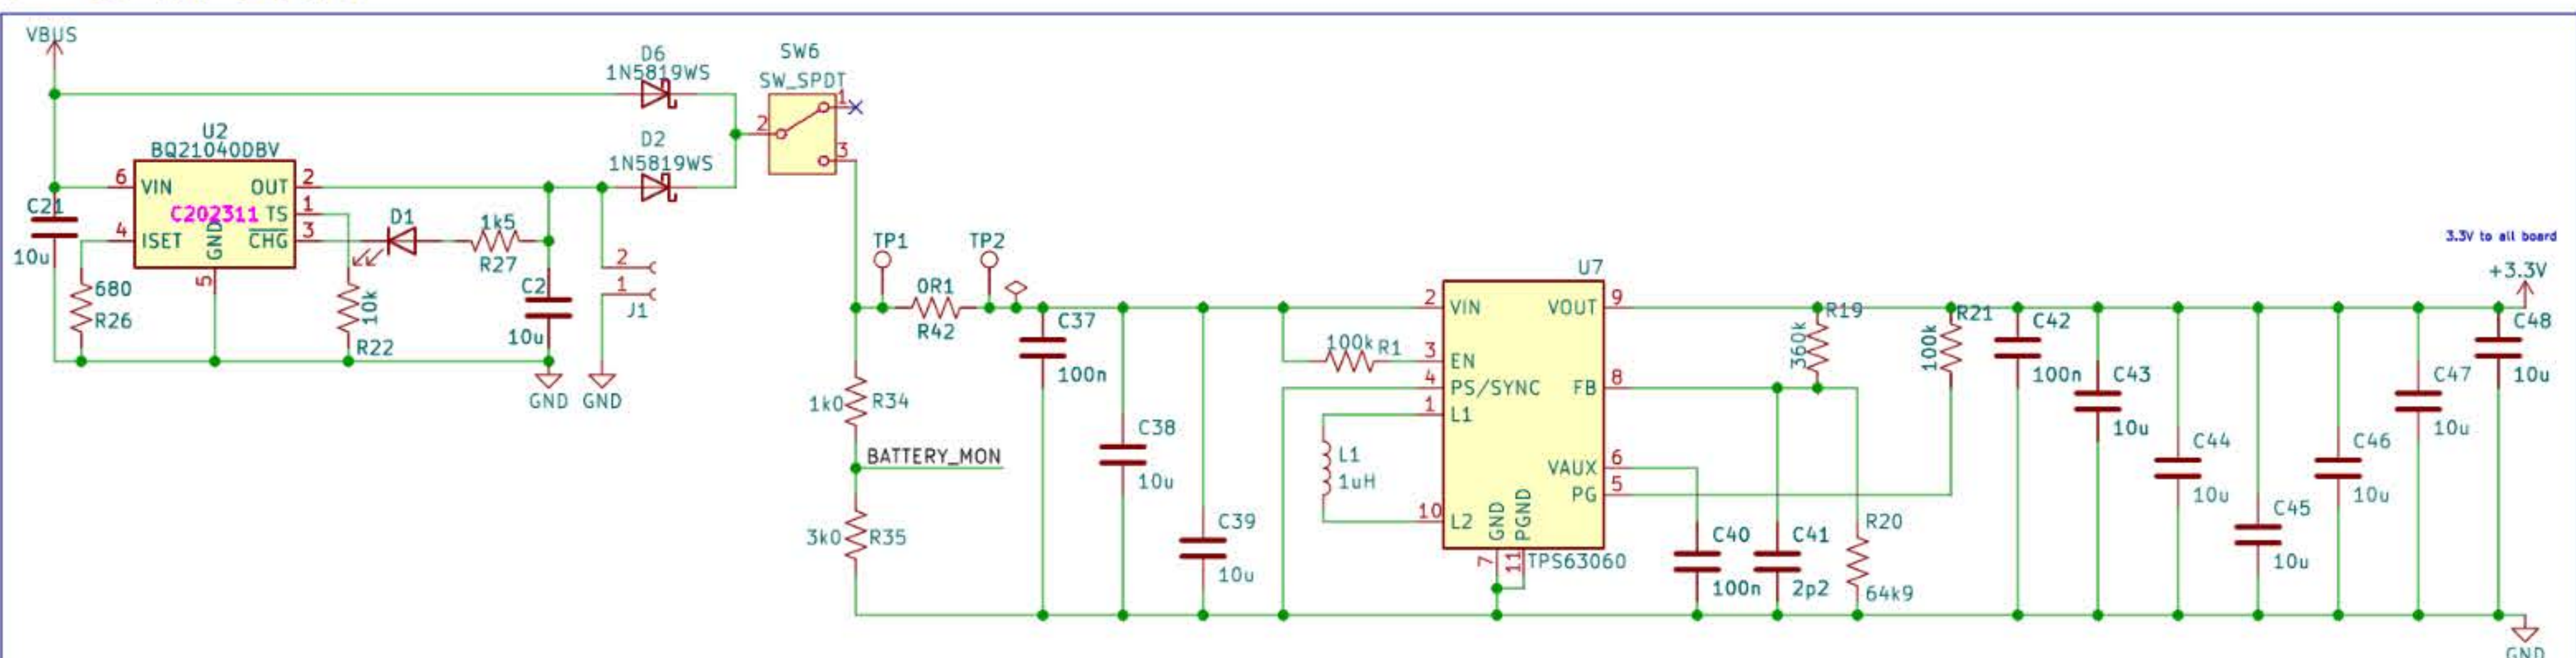 VBUS
D6
1N5819WS
SW6
SW_SPDT
1
2
3
D2
1N5819WS
U2
BQ21040DBV
6 VIN
OUT 2
C202311
TS 1
4 ISET
CHG 3
GND
5
C21
10u
680
R26
10k
R22
D1
1k5
R27
C2
10u
2
1
J1
GND
GND
TP1
TP2
0R1
R42
1k0
R34
BATTERY_MON
3k0
R35
C37
100n
C38
10u
C39
10u
100k
R1
L1
1uH
U7
2 VIN
VOUT 9
3 EN
4 PS/SYNC
FB 8
1 L1
VAUX 6
PG 5
10 L2
GND
PGND
7
11
TPS63060
R19
360k
R21
100k
C40
100n
C41
2p2
R20
64k9
C42
100n
C43
10u
C44
10u
C45
10u
C46
10u
C47
10u
C48
10u
3.3V to all board
+3.3V
GND